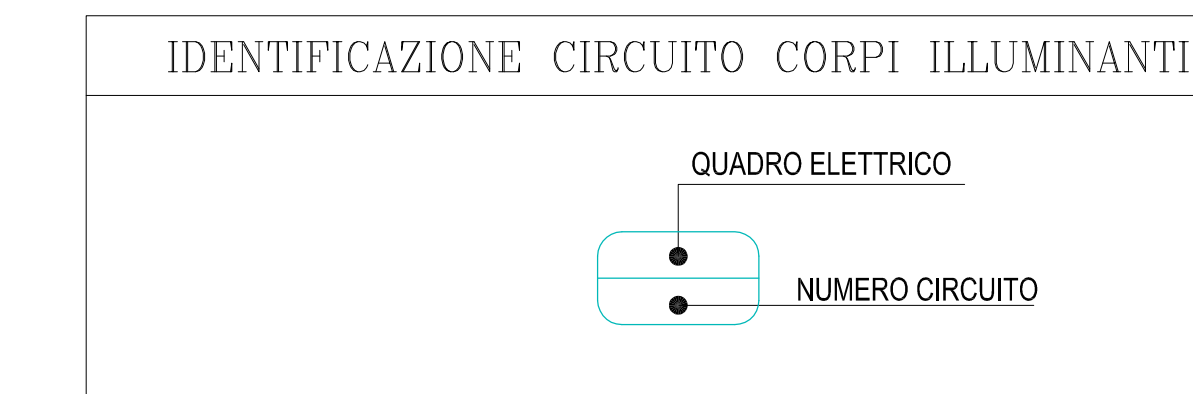 IDENTIFICAZIONE CIRCUITO CORPI ILLUMINANTI
QUADRO ELETTRICO
NUMERO CIRCUITO